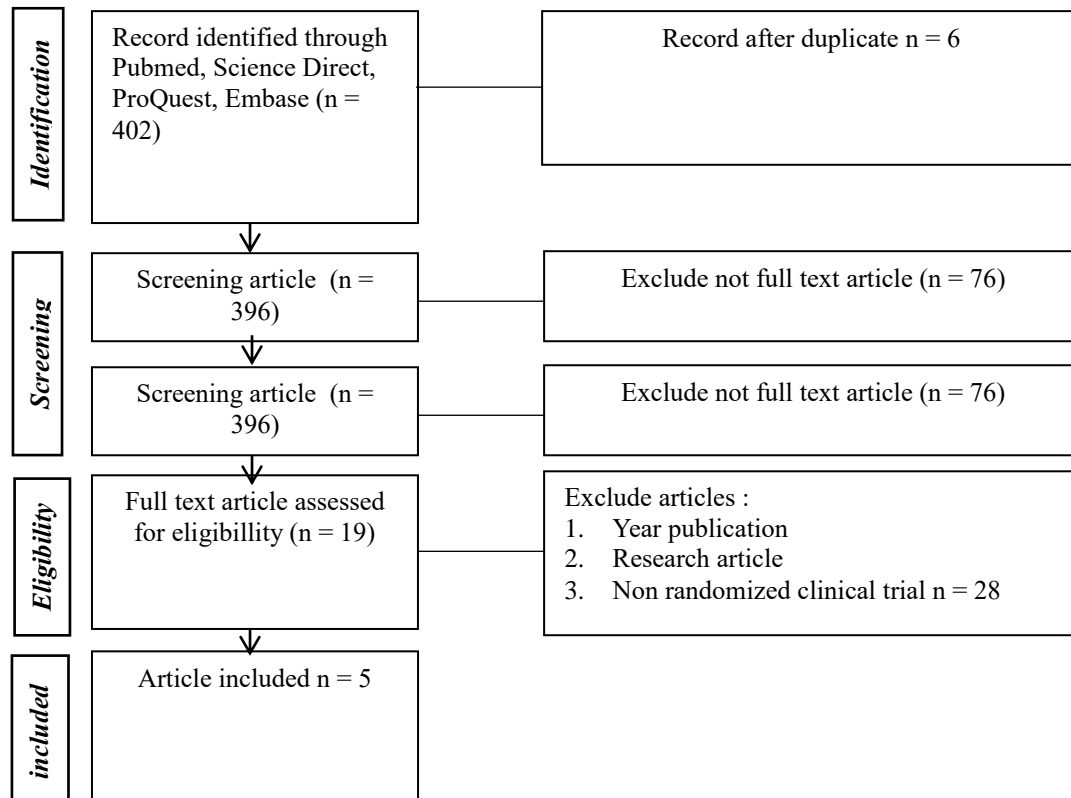 Identification
Record identified through
Pubmed, Science Direct,
ProQuest, Embase (n =
402)
Record after duplicate n = 6
Screening
Screening article  (n =
396)
Exclude not full text article (n = 76)
Screening article  (n =
396)
Exclude not full text article (n = 76)
Eligibility
Full text article assessed
for eligibillity (n = 19)
Exclude articles :
1. Year publication
2. Research article
3. Non randomized clinical trial n = 28
included
Article included n = 5